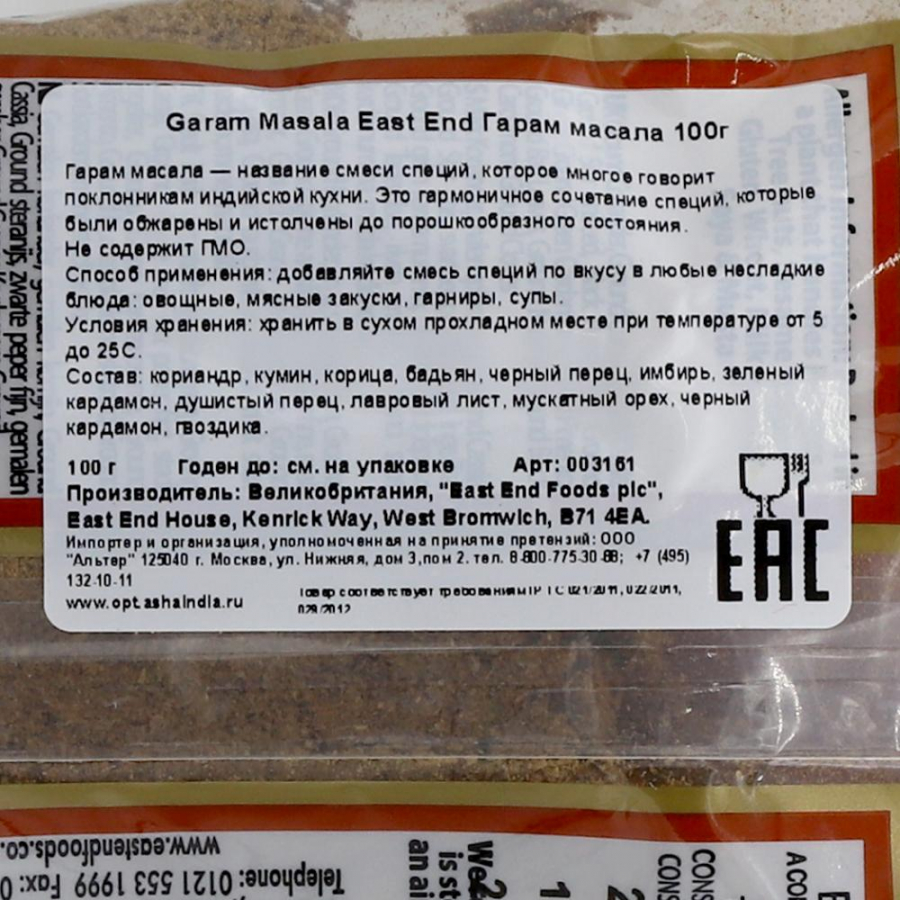 Garam Masala East End Гарам масала 100г
Гарам масала — название смеси специй, которое многое говорит
поклонникам индийской кухни. Это гармоничное сочетание специй, которые
были обжарены и истолчены до порошкообразного состояния.
Не содержит ГМО.
Способ применения: добавляйте смесь специй по вкусу в любые несладкие
блюда: овощные, мясные закуски, гарниры, супы.
Условия хранения: хранить в сухом прохладном месте при температуре от 5
до 25С.
Состав: кориандр, кумин, корица, бадьян, черный перец, имбирь, зеленый
кардамон, душистый перец, лавровый лист, мускатный орех, черный
кардамон, гвоздика.
100 г Годен до: см. на упаковке Арт: 003161
Производитель: Великобритания, "East End Foods plc",
East End House, Kenrick Way, West Bromwich, B71 4EA.
Импортер и организация, уполномоченная на принятие претензий: ООО
"Альтер" 125040 г. Москва, ул. Нижняя, дом 3,пом 2. тел. 8-800-775-30-88; +7 (495)
132-10-11
www.opt.ashaindia.ru
Товар соответствует требованиям ТР ТС 021/2011, 022/2011,
029/2012
EAC
Cassia, Ground steranijs, zwarte peper fijn, gemalen
www.eastendfoods.co.
Telephone: 0121 553 1999 Fax: 0
We
is st
an ai
CONS
CONS